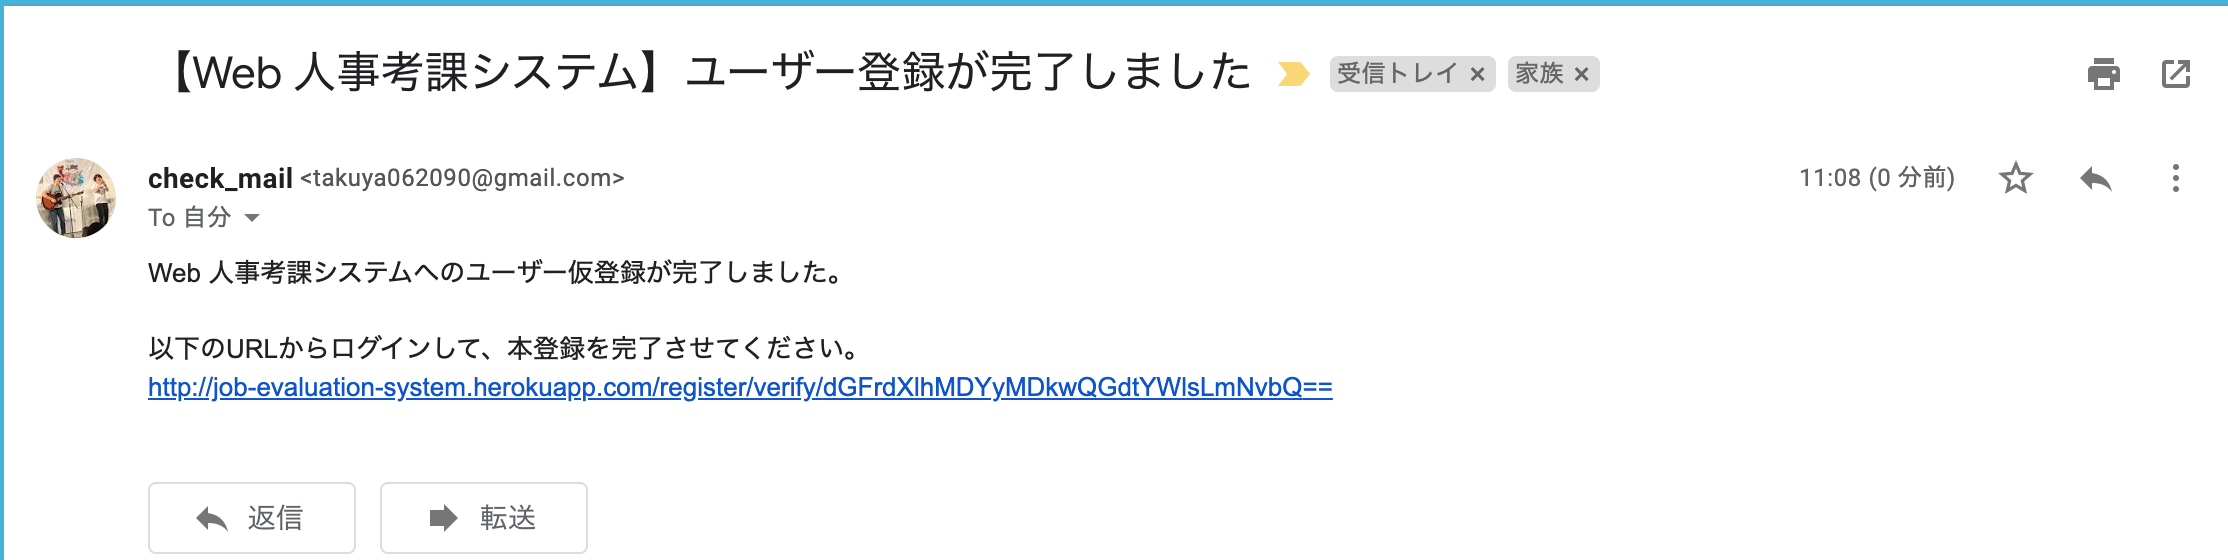 【Web 人事考課システム】ユーザー登録が完了しました 受信トレイ × 家族 ×
check_mail <takuya062090@gmail.com> 11:08 (0 分前)
To 自分
Web 人事考課システムへのユーザー仮登録が完了しました。
以下のURLからログインして、本登録を完了させてください。
http://job-evaluation-system.herokuapp.com/register/verify/dGFrdXlhMDYyMDkwQGdtYWlsLmNvbQ==
返信 転送